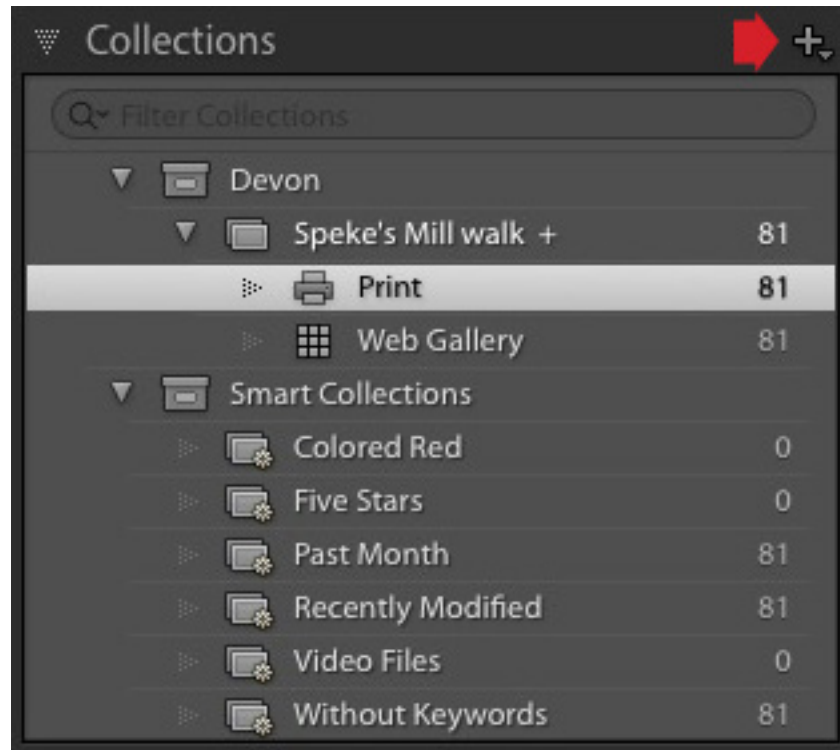 Collections
Filter Collections
Devon
Speke's Mill walk + 81
Print 81
Web Gallery 81
Smart Collections
Colored Red 0
Five Stars 0
Past Month 81
Recently Modified 81
Video Files 0
Without Keywords 81